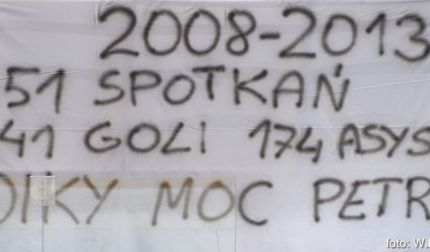 2008-2013
51 SPOTKAŃ
41 GOLI 174 ASYS
DIKY MOC PETR
foto: W.